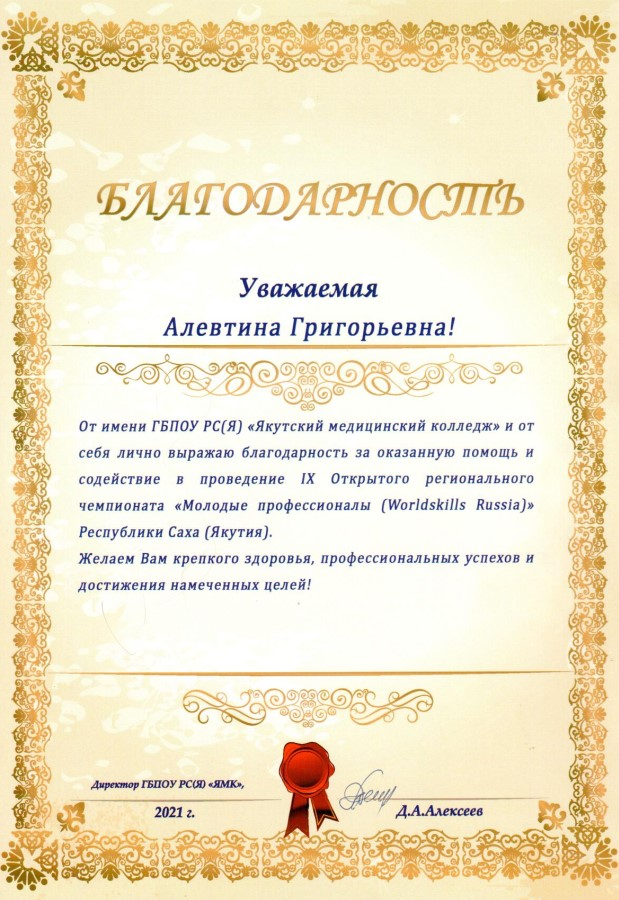 БЛАГОДАРНОСТЬ
Уважаемая
Алевтина Григорьевна!
От имени ГБПОУ РС(Я) «Якутский медицинский колледж» и от
себя лично выражаю благодарность за оказанную помощь и
содействие в проведение IX Открытого регионального
чемпионата «Молодые профессионалы (Worldskills Russia)»
Республики Саха (Якутия).
Желаем Вам крепкого здоровья, профессиональных успехов и
достижения намеченных целей!
Директор ГБПОУ РС(Я) «ЯМК»,
2021 г.
Д.А.Алексеев